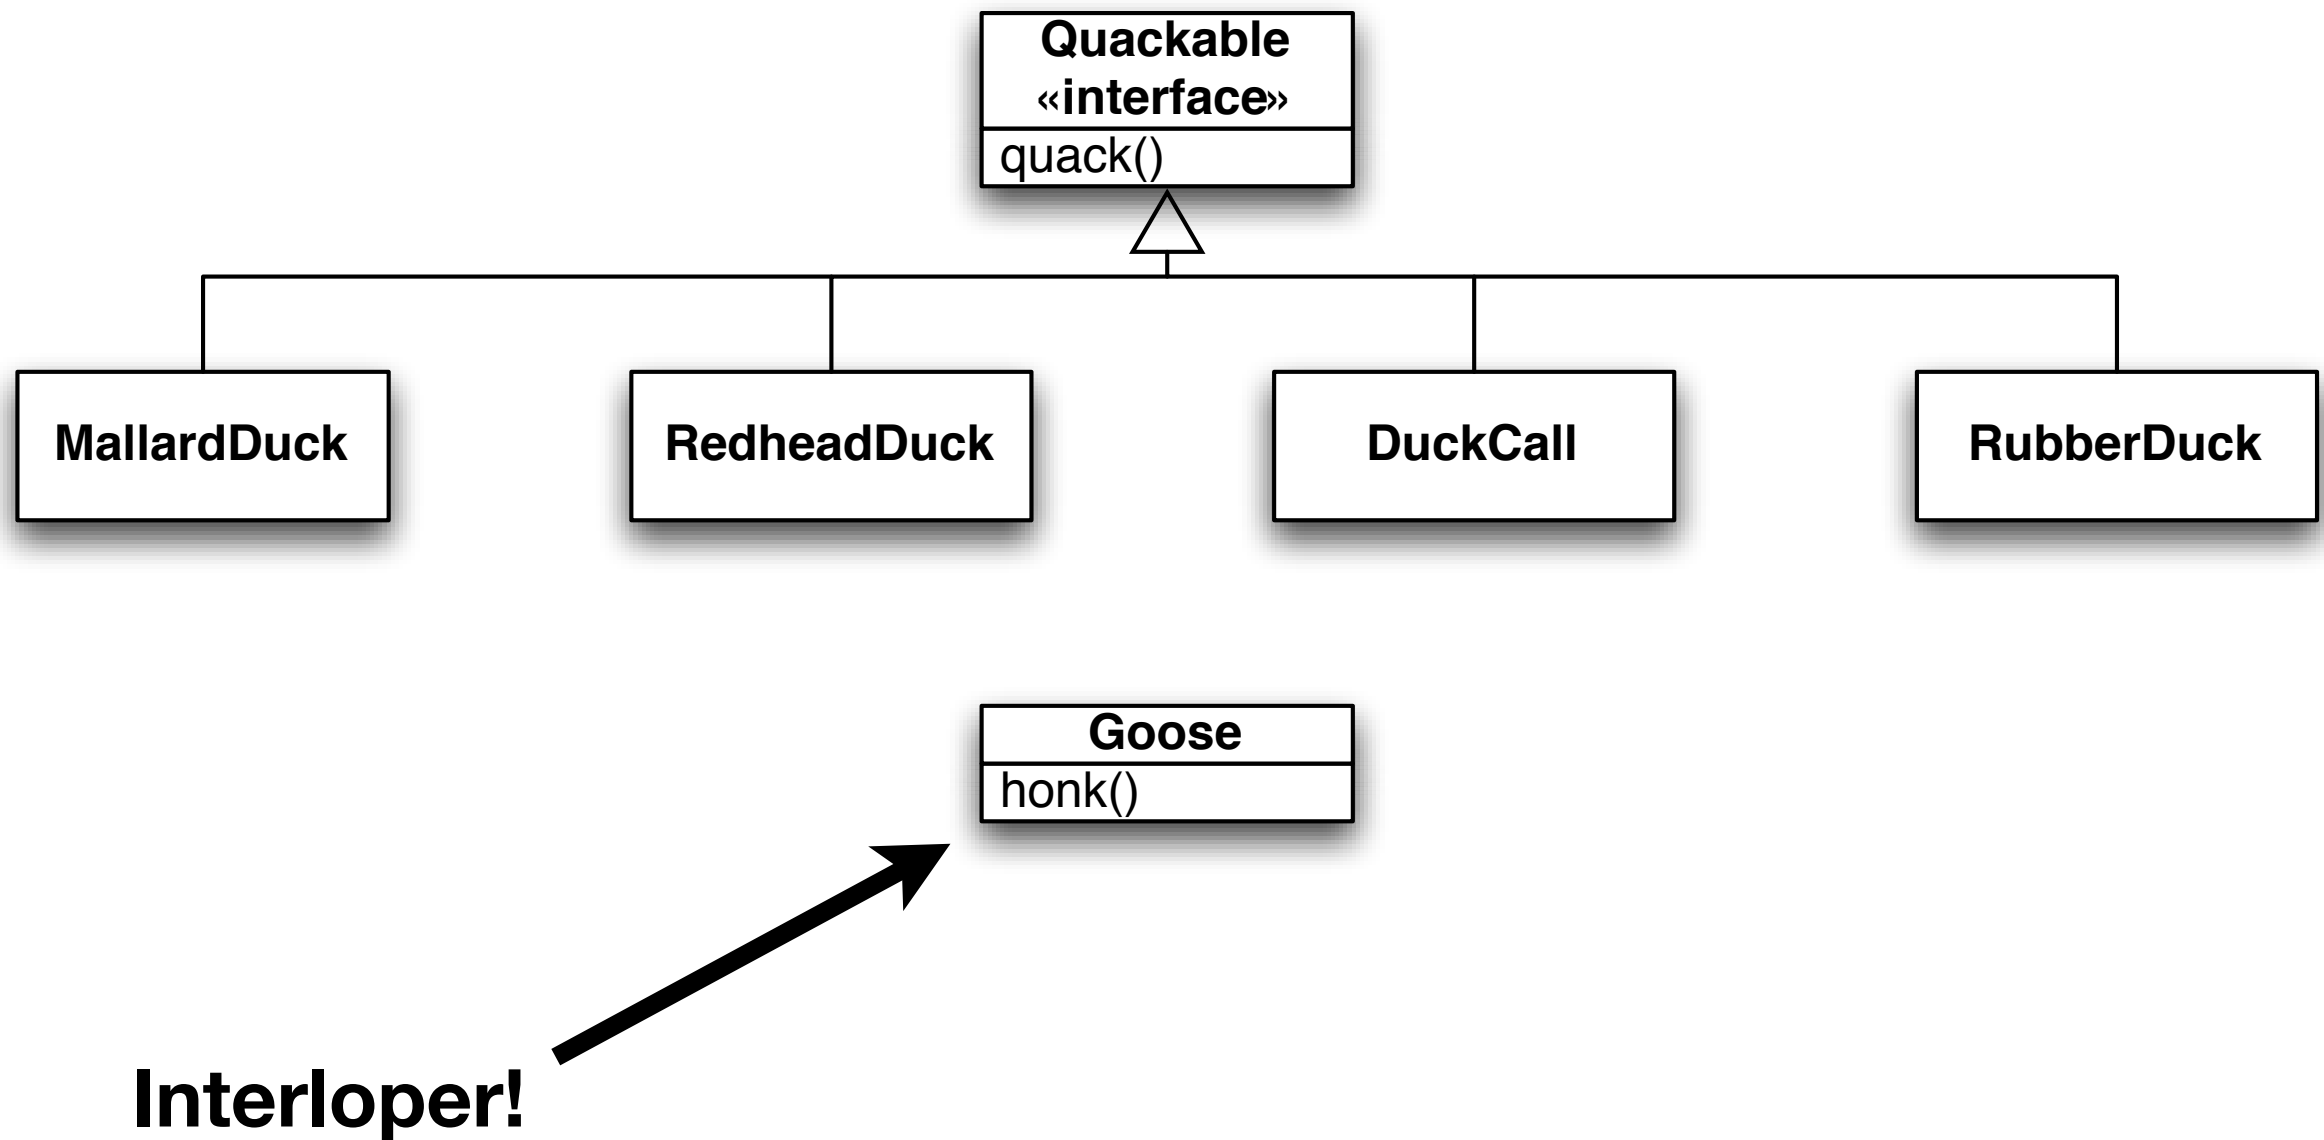 Quackable
«interface»
quack()
MallardDuck
RedheadDuck
DuckCall
RubberDuck
Goose
honk()
Interloper!